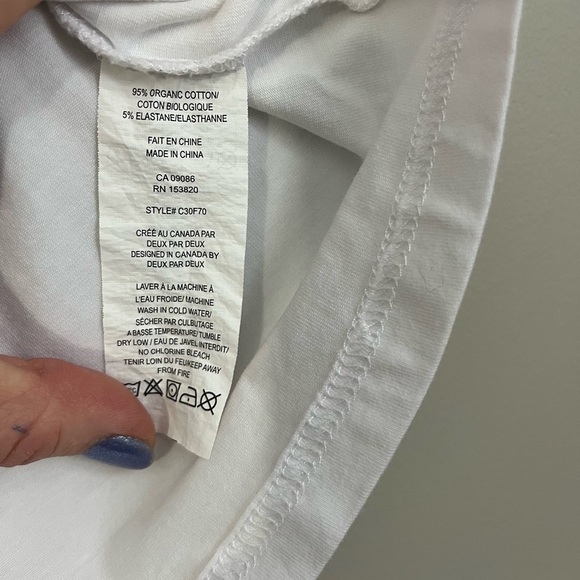 95% ORGANC COTTON/
COTON BIOLOGIQUE
5% ELASTANE/ELASTHANNE
FAIT EN CHINE
MADE IN CHINA
CA 09086
RN 153820
STYLE# C30F70
CRÉÉ AU CANADA PAR
DEUX PAR DEUX
DESIGNED IN CANADA BY
DEUX PAR DEUX
LAVER À LA MACHINE À
L'EAU FROIDE/ MACHINE
WASH IN COLD WATER/
SÉCHER PAR CULBUTAGE
A BASSE TEMPERATURE/TUMBLE
DRY LOW / EAU DE JAVEL INTERDIT/
NO CHLORINE BLEACH
TENIR LOIN DU FEU/KEEP AWAY
FROM FIRE